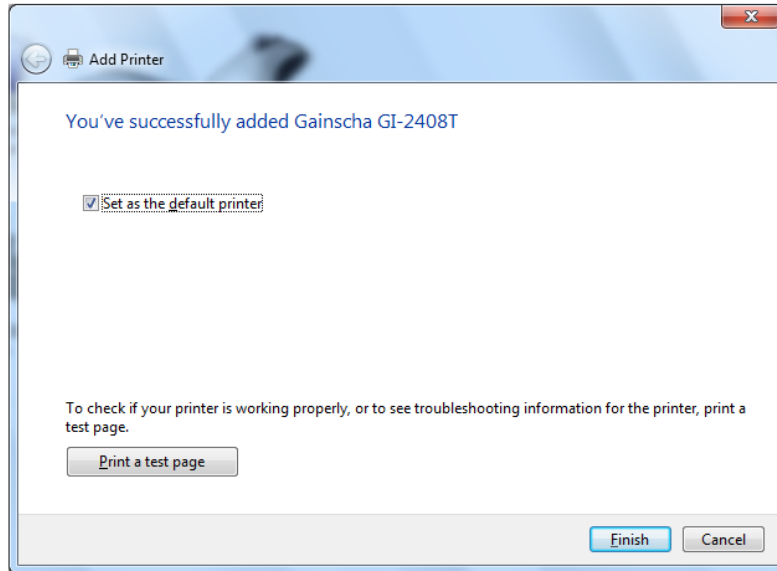 Add Printer
You've successfully added Gainscha GI-2408T
Set as the default printer
To check if your printer is working properly, or to see troubleshooting information for the printer, print a
test page.
Print a test page
Finish Cancel